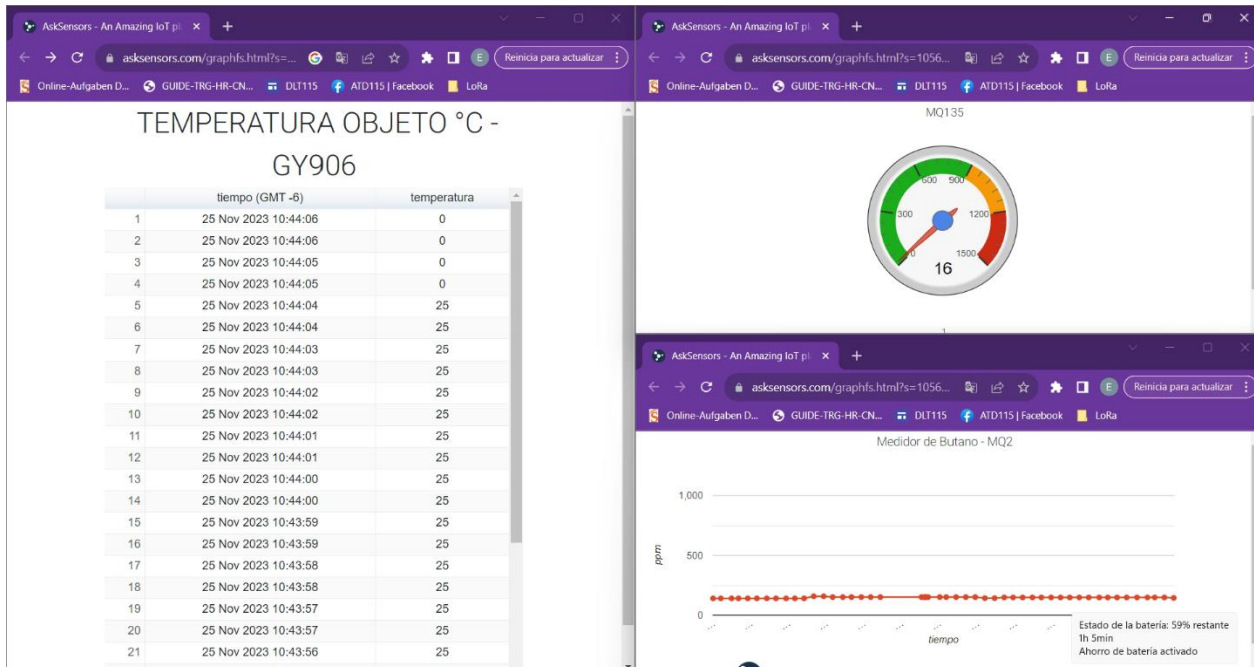 AskSensors - An Amazing IoT pl
asksensors.com/graphfs.html?s=...
E
Reinicia para actualizar
Online-Aufgaben D...
GUIDE-TRG-HR-CN...
DLT115
ATD115 | Facebook
LoRa
TEMPERATURA OBJETO °C -
GY906
tiempo (GMT -6) temperatura
1 25 Nov 2023 10:44:06 0
2 25 Nov 2023 10:44:06 0
3 25 Nov 2023 10:44:05 0
4 25 Nov 2023 10:44:05 0
5 25 Nov 2023 10:44:04 25
6 25 Nov 2023 10:44:04 25
7 25 Nov 2023 10:44:03 25
8 25 Nov 2023 10:44:03 25
9 25 Nov 2023 10:44:02 25
10 25 Nov 2023 10:44:02 25
11 25 Nov 2023 10:44:01 25
12 25 Nov 2023 10:44:01 25
13 25 Nov 2023 10:44:00 25
14 25 Nov 2023 10:44:00 25
15 25 Nov 2023 10:43:59 25
16 25 Nov 2023 10:43:59 25
17 25 Nov 2023 10:43:58 25
18 25 Nov 2023 10:43:58 25
19 25 Nov 2023 10:43:57 25
20 25 Nov 2023 10:43:57 25
21 25 Nov 2023 10:43:56 25
AskSensors - An Amazing IoT pl
asksensors.com/graphfs.html?s=1056...
E
Reinicia para actualizar
Online-Aufgaben D...
GUIDE-TRG-HR-CN...
DLT115
ATD115 | Facebook
LoRa
MQ135
600 900
300 1200
0 1500
16
AskSensors - An Amazing IoT pl
asksensors.com/graphfs.html?s=1056...
E
Reinicia para actualizar
Online-Aufgaben D...
GUIDE-TRG-HR-CN...
DLT115
ATD115 | Facebook
LoRa
Medidor de Butano - MQ2
1,000
500
0
ppm
tiempo
Estado de la batería: 59% restante
1h 5min
Ahorro de batería activado